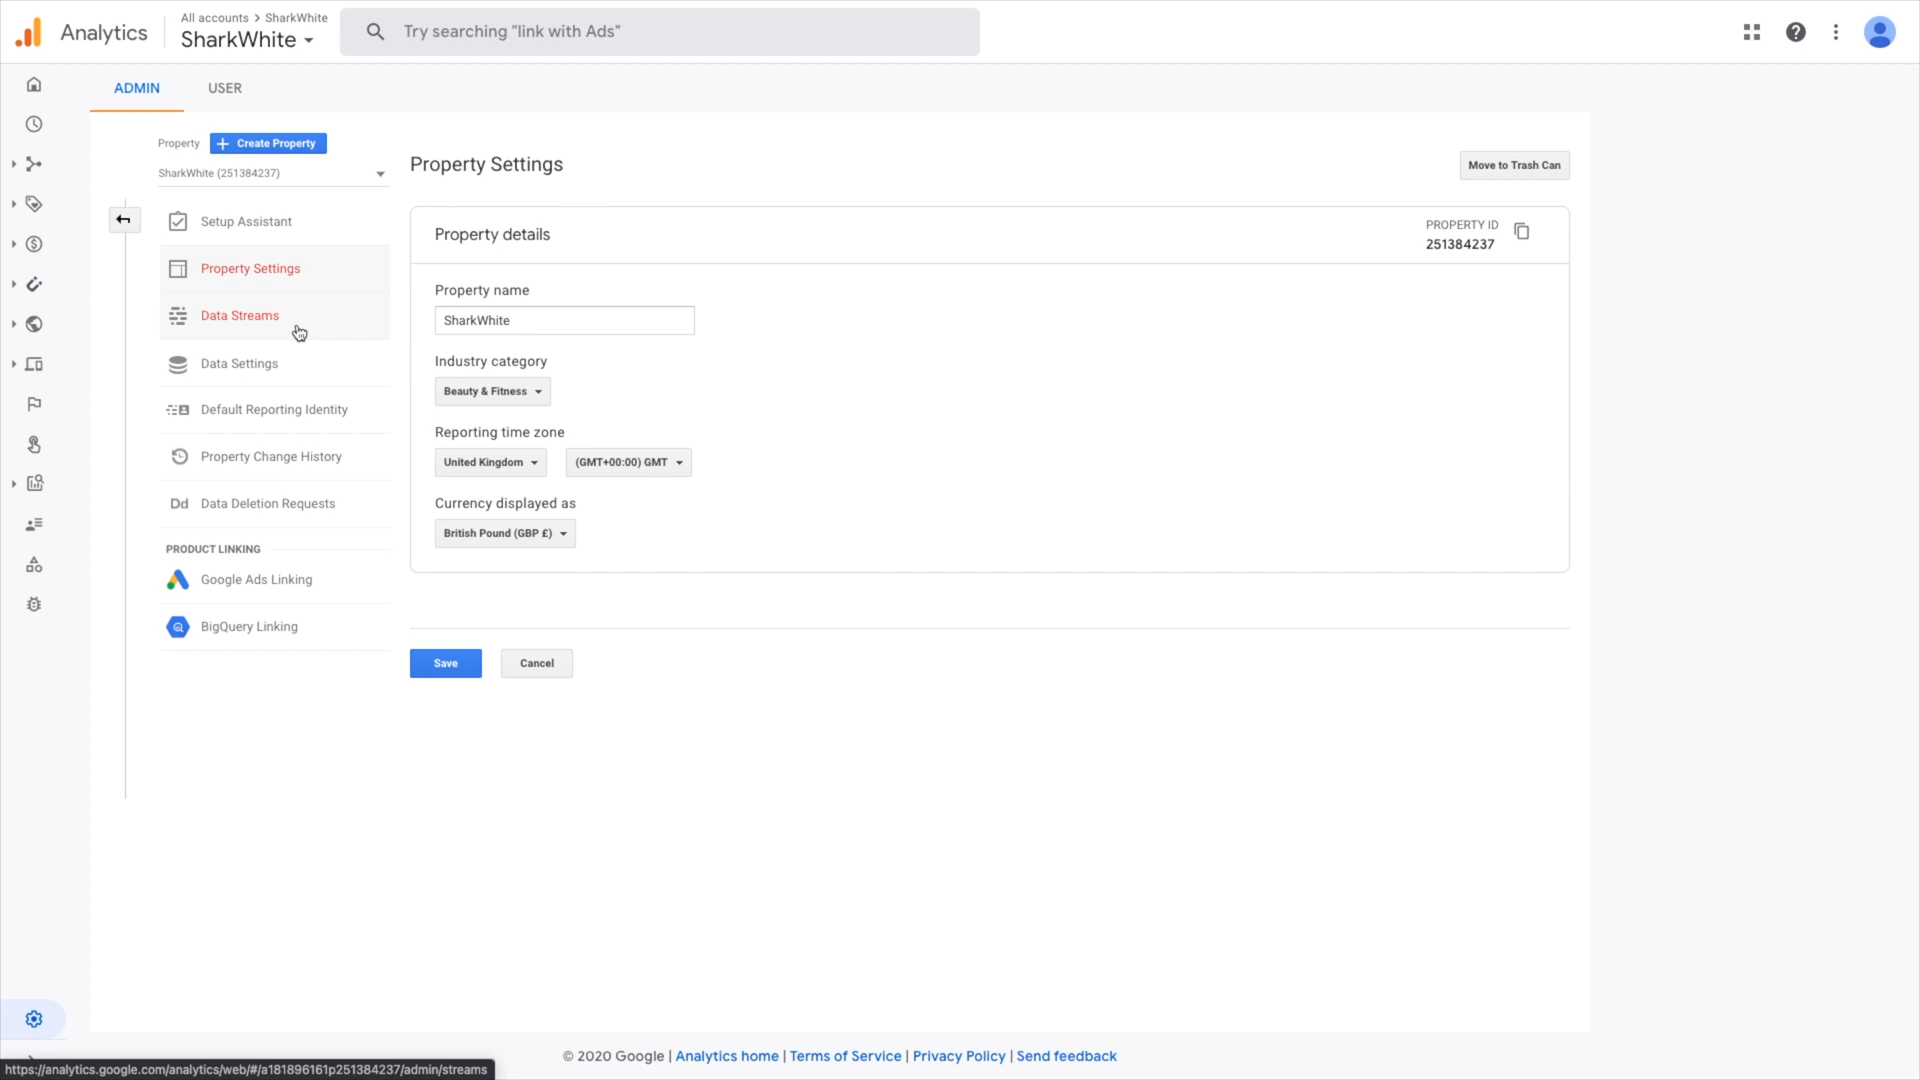 Analytics
All accounts > SharkWhite
SharkWhite
Try searching "link with Ads"
ADMIN
USER
Property
Create Property
SharkWhite (251384237)
Setup Assistant
Property Settings
Data Streams
Data Settings
Default Reporting Identity
Property Change History
Dd Data Deletion Requests
PRODUCT LINKING
Google Ads Linking
BigQuery Linking
Property Settings
Move to Trash Can
Property details
PROPERTY ID
251384237
Property name
SharkWhite
Industry category
Beauty & Fitness
Reporting time zone
United Kingdom
(GMT+00:00) GMT
Currency displayed as
British Pound (GBP £)
Save
Cancel
© 2020 Google | Analytics home | Terms of Service | Privacy Policy | Send feedback
https://analytics.google.com/analytics/web/#/a181896161p251384237/admin/streams